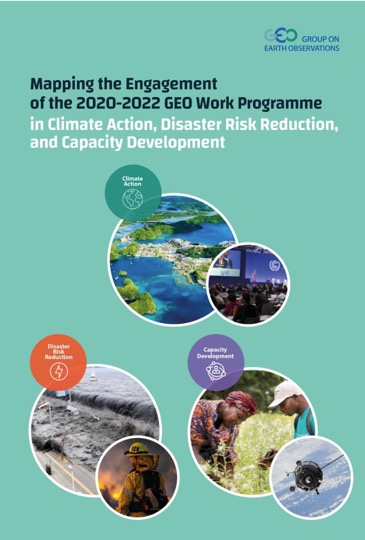 GEO GROUP ON
EARTH OBSERVATIONS
Mapping the Engagement
of the 2020-2022 GEO Work Programme
in Climate Action, Disaster Risk Reduction,
and Capacity Development
Climate
Action
Disaster
Risk
Reduction
Capacity
Development